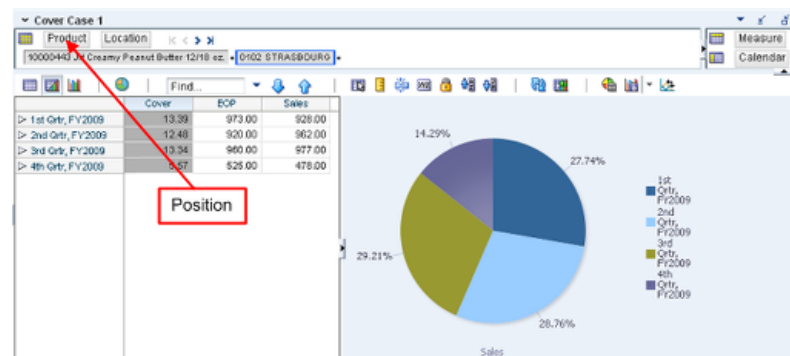 Cover Case 1
Product Location
Measure
10000443 Jif Creamy Peanut Butter 12/18 oz. 0102 STRASBOURG
Calendar
Find...
Cover EOP Sales
1st Qrtr, FY2009 13.39 973.00 928.00
2nd Qrtr, FY2009 12.48 920.00 962.00
3rd Qrtr, FY2009 13.34 960.00 977.00
4th Qrtr, FY2009 5.57 525.00 478.00
Position
14.29%
27.74%
29.21%
28.76%
1st
Qrtr,
FY2009
2nd
Qrtr,
FY2009
3rd
Qrtr,
FY2009
4th
Qrtr,
FY2009
Sales